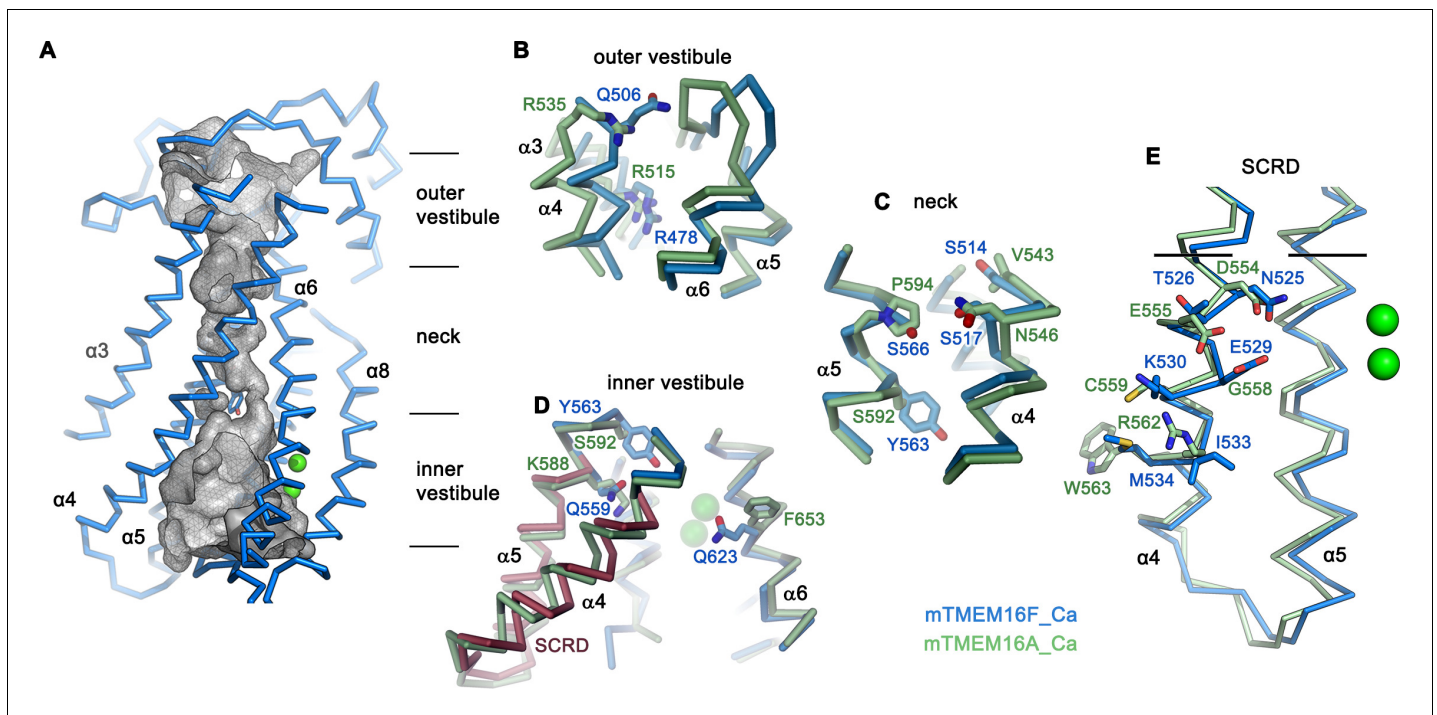 A
outer
vestibule
neck
inner
vestibule
α3
α4
α5
α6
α8
B
outer vestibule
R535
Q506
α3
R515
α4
R478
α5
α6
C
neck
S514
V543
P594
S566
S517
N546
α5
S592
Y563
α4
D
inner vestibule
Y563
S592
K588
Q559
F653
Q623
α5
α4
α6
SCRD
E
SCRD
T526
D554
N525
E555
E529
K530
C559
G558
R562
I533
W563
M534
α4
α5
mTMEM16F_Ca
mTMEM16A_Ca